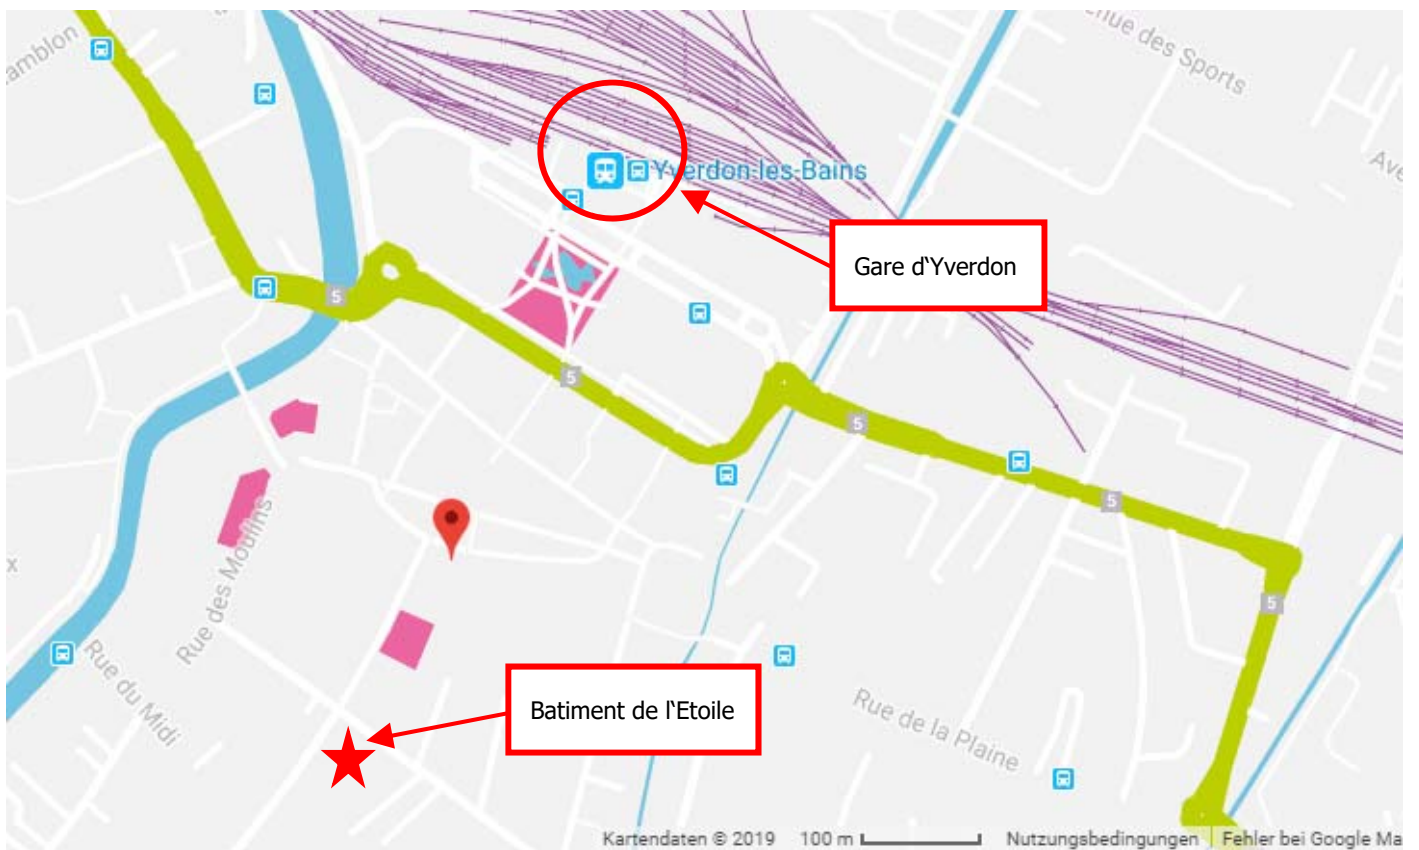 amblon
nue des Sports
Ave
Yverdon-les-Bains
Gare d'Yverdon
5
5
5
5
5
x
Rue des Moulins
Rue du Midi
Batiment de l'Etoile
Rue de la Plaine
Kartendaten © 2019 100 m Nutzungsbedingungen Fehler bei Google Ma